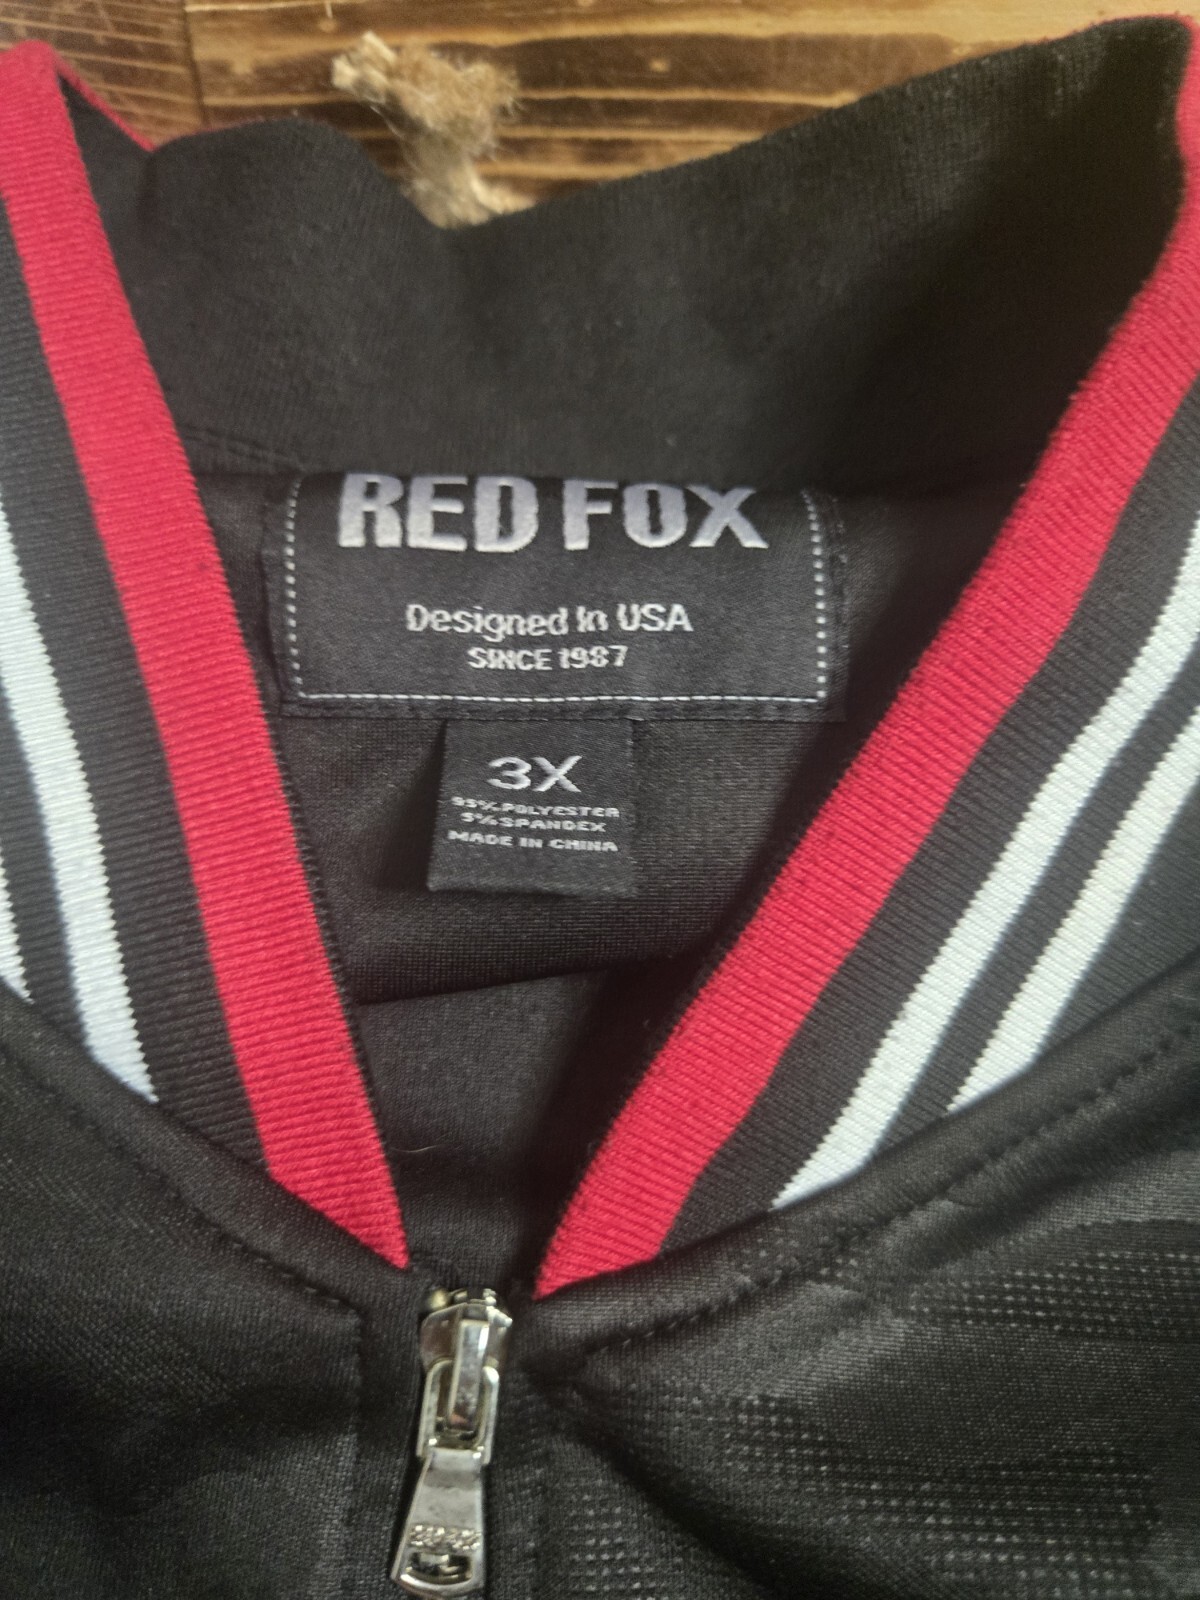 RED FOX
Designed In USA
SINCE 1987
3X
95% POLYESTER
5% SPANDEX
MADE IN CHINA